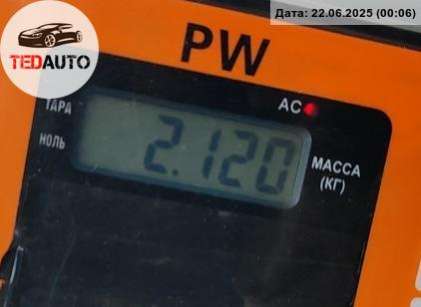 Дата: 22.06.2025 (00:06)
TEDAUTO
PW
AC
ТАРА
НОЛЬ
2.120
МАССА
(КГ)